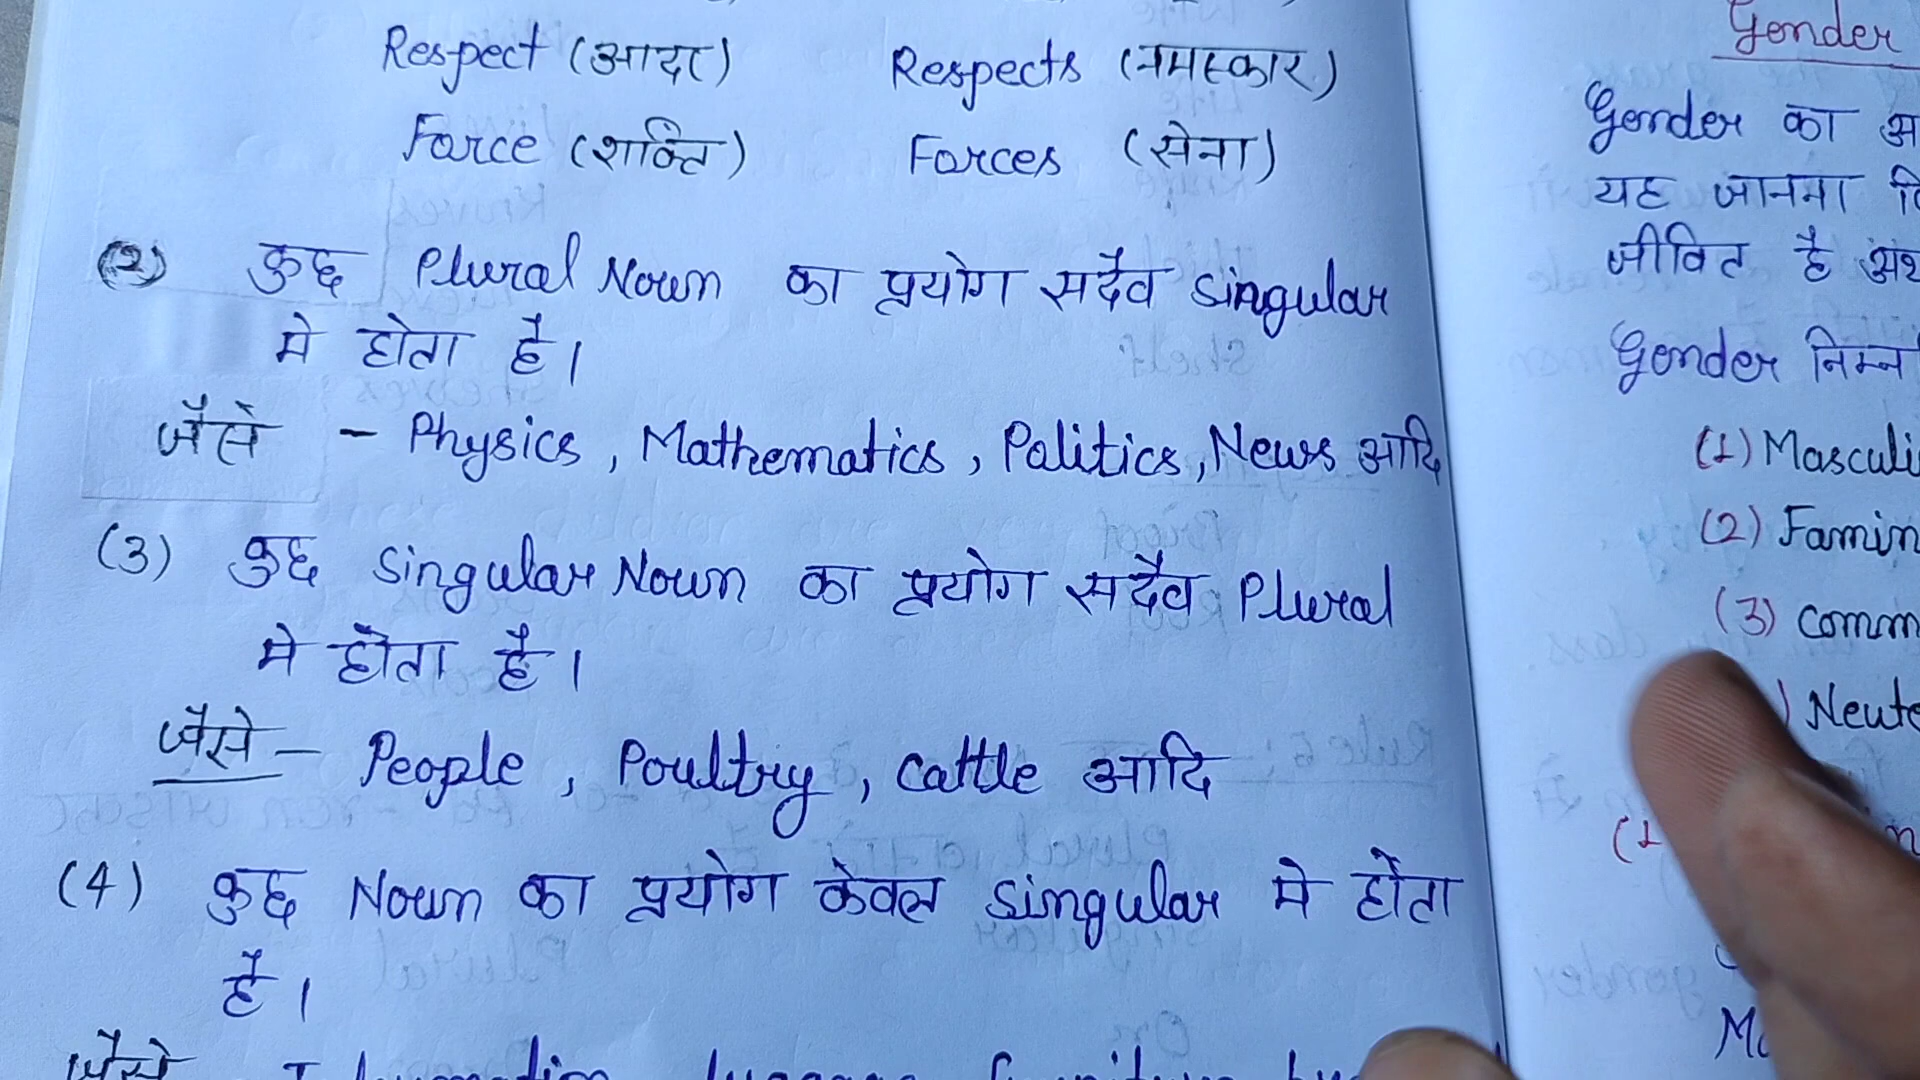 Respect (आदर) Respects (नमस्कार)
Force (शक्ति) Forces (सेना)
(2) कुछ Plural Noun का प्रयोग सदैव singular
मे होता है।
जैसे - Physics, Mathematics, Politics, News आदि
(3) कुछ singular Noun का प्रयोग सदैव Plural
मे होता है।
जैसे - People, Poultry, cattle आदि
(4) कुछ Noun का प्रयोग केवल singular मे होता
है।
जैसे
Gender
Gender का
यह जानना
जीवित है
Gender निम्न
(1) Masculi
(2) Famin
(3) comm
) Neute
(1